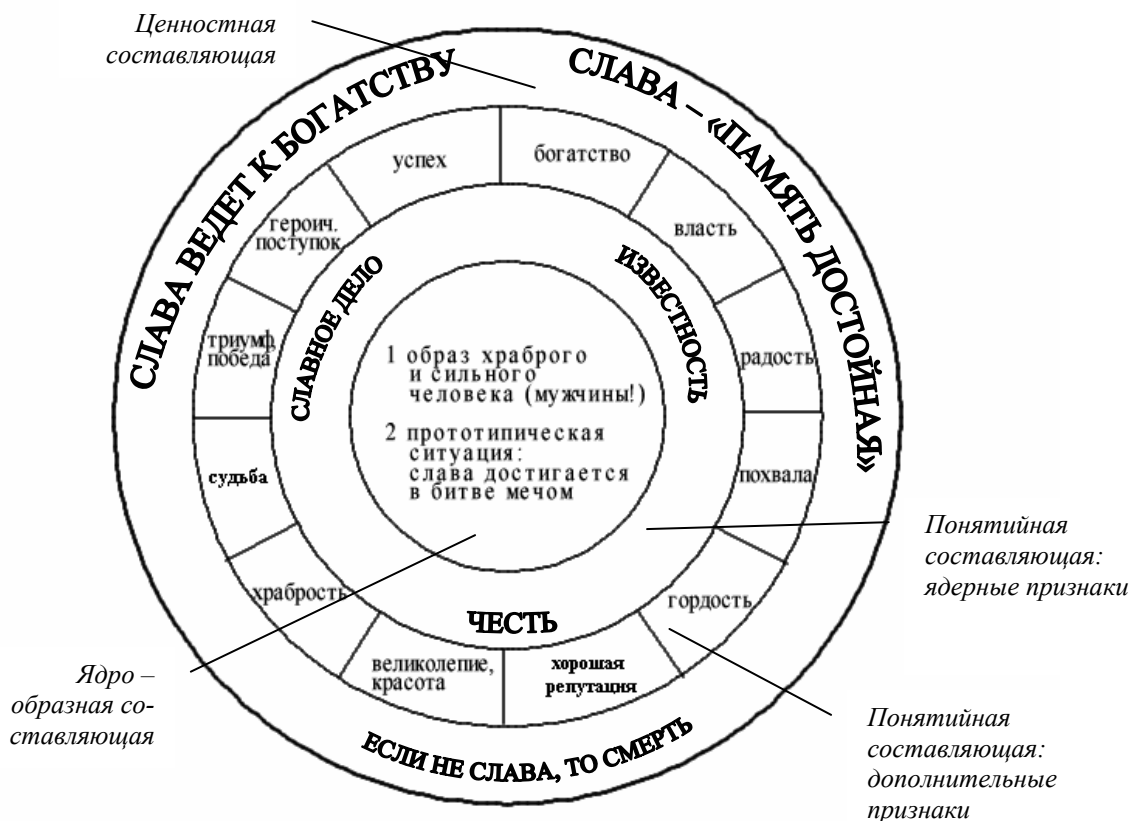 Ценностная
составляющая
СЛАВА ВЕДЕТ К БОГАТСТВУ
СЛАВА – «ПАМЯТЬ ДОСТОЙНАЯ»
ЕСЛИ НЕ СЛАВА, ТО СМЕРТЬ
успех
богатство
власть
радость
похвала
гордость
хорошая
репутация
великолепие,
красота
храбрость
судьба
триумф,
победа
героич.
поступок
СЛАВНОЕ ДЕЛО
ИЗВЕСТНОСТЬ
ЧЕСТЬ
1 образ храброго
и сильного
человека (мужчины!)
2 прототипическая
ситуация:
слава достигается
в битве мечом
Понятийная
составляющая:
ядерные признаки
Ядро –
образная со-
ставляющая
Понятийная
составляющая:
дополнительные
признаки